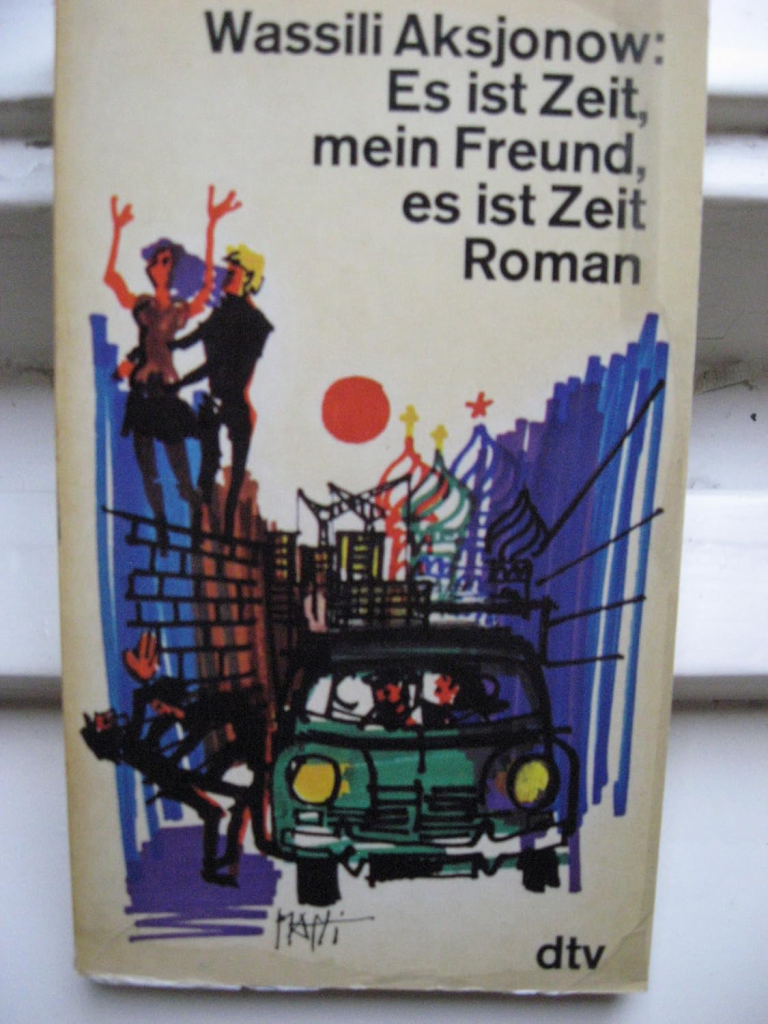 Wassili Aksjonow:
Es ist Zeit,
mein Freund,
es ist Zeit
Roman
dtv